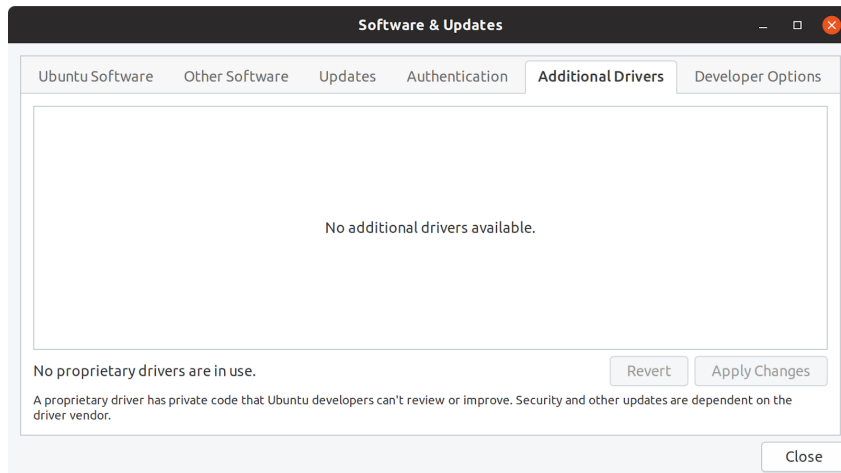 Software & Updates
Ubuntu Software Other Software Updates Authentication Additional Drivers Developer Options
No additional drivers available.
No proprietary drivers are in use.
Revert Apply Changes
A proprietary driver has private code that Ubuntu developers can't review or improve. Security and other updates are dependent on the
driver vendor.
Close